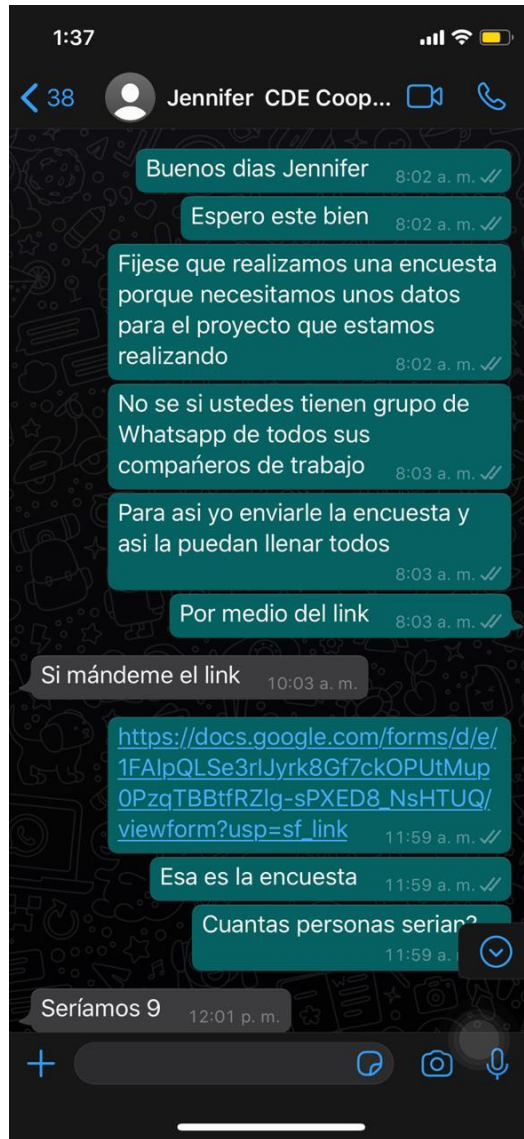 1:37
38
Jennifer CDE Coop...
Buenos dias Jennifer
8:02 a. m.
Espero este bien
8:02 a. m.
Fijese que realizamos una encuesta
porque necesitamos unos datos
para el proyecto que estamos
realizando
8:02 a. m.
No se si ustedes tienen grupo de
Whatsapp de todos sus
compańeros de trabajo
8:03 a. m.
Para asi yo enviarle la encuesta y
asi la puedan llenar todos
8:03 a. m.
Por medio del link
8:03 a. m.
Si mándeme el link
10:03 a. m.
https://docs.google.com/forms/d/e/
1FAIpQLSe3rlJyrk8Gf7ckOPUtMup
0PzqTBBtfRZlg-sPXED8_NsHTUQ/
viewform?usp=sf_link
11:59 a. m.
Esa es la encuesta
11:59 a. m.
Cuantas personas serian?
11:59 a.
Seríamos 9
12:01 p. m.